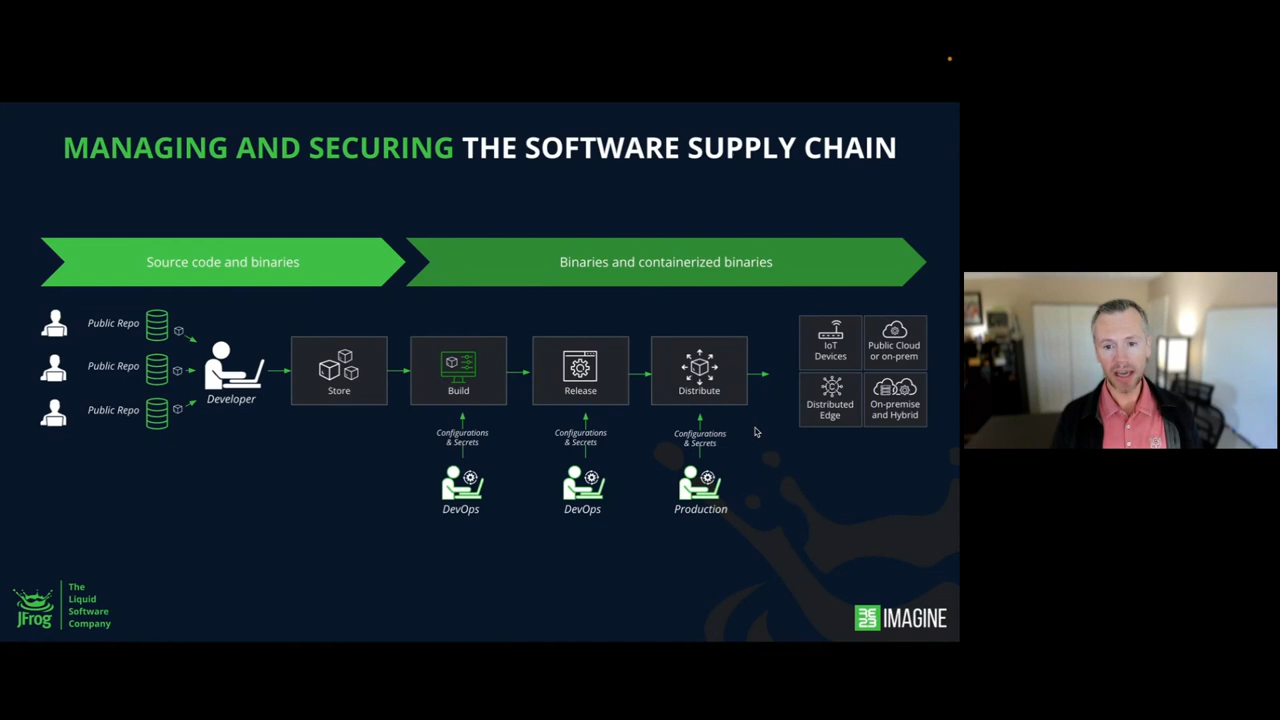 MANAGING AND SECURING THE SOFTWARE SUPPLY CHAIN
Source code and binaries
Binaries and containerized binaries
Public Repo
Public Repo
Public Repo
Developer
Store
Build
Release
Distribute
Configurations
& Secrets
Configurations
& Secrets
Configurations
& Secrets
DevOps
DevOps
Production
IoT
Devices
Public Cloud
or on-prem
Distributed
Edge
On-premise
and Hybrid
JFrog
The
Liquid
Software
Company
IMAGINE